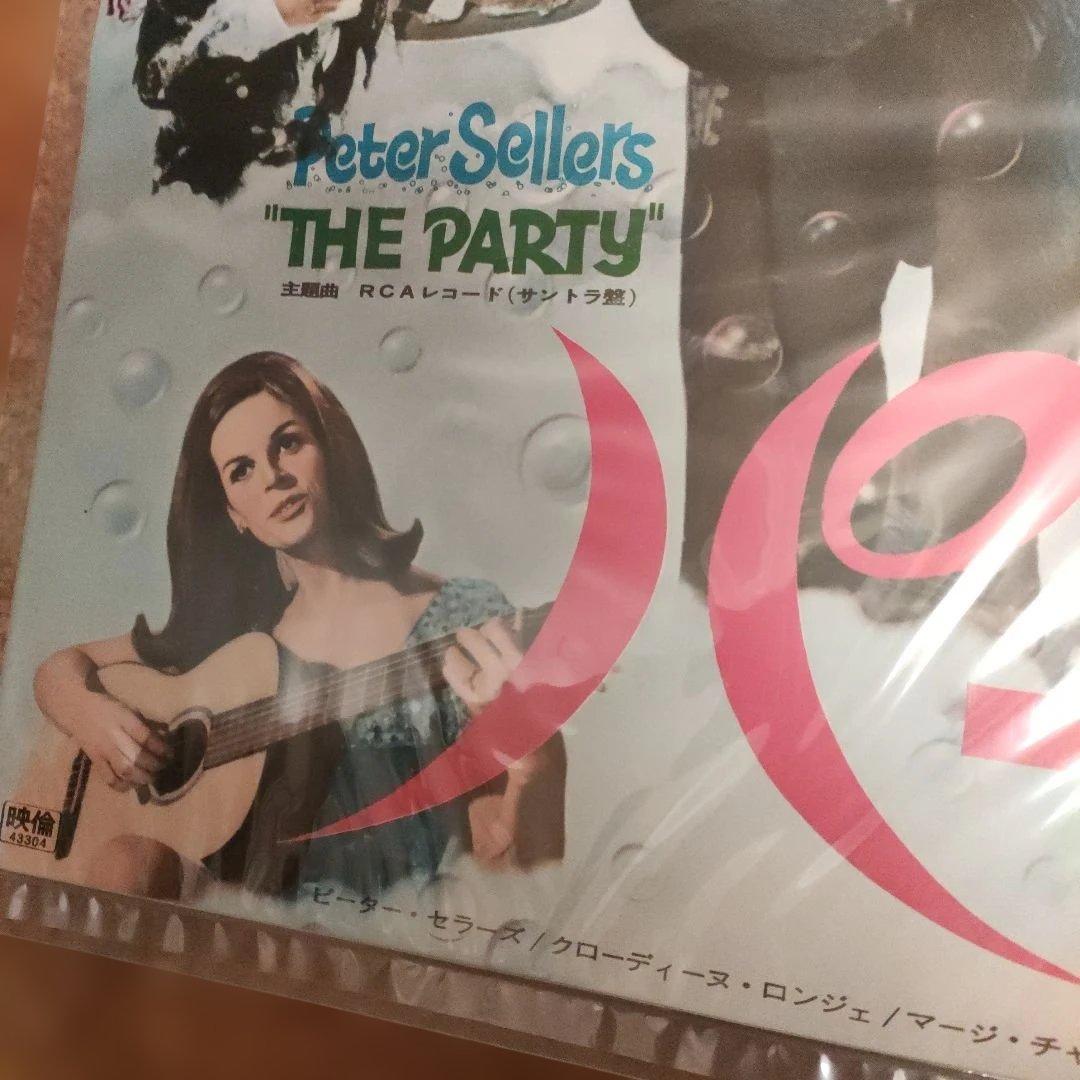 Peter Sellers
"THE PARTY"
主題曲 RCAレコード(サントラ盤)
パ
映倫
43304
ピーター・セラーズ/クローディーヌ・ロンジェ/マージ・チャ